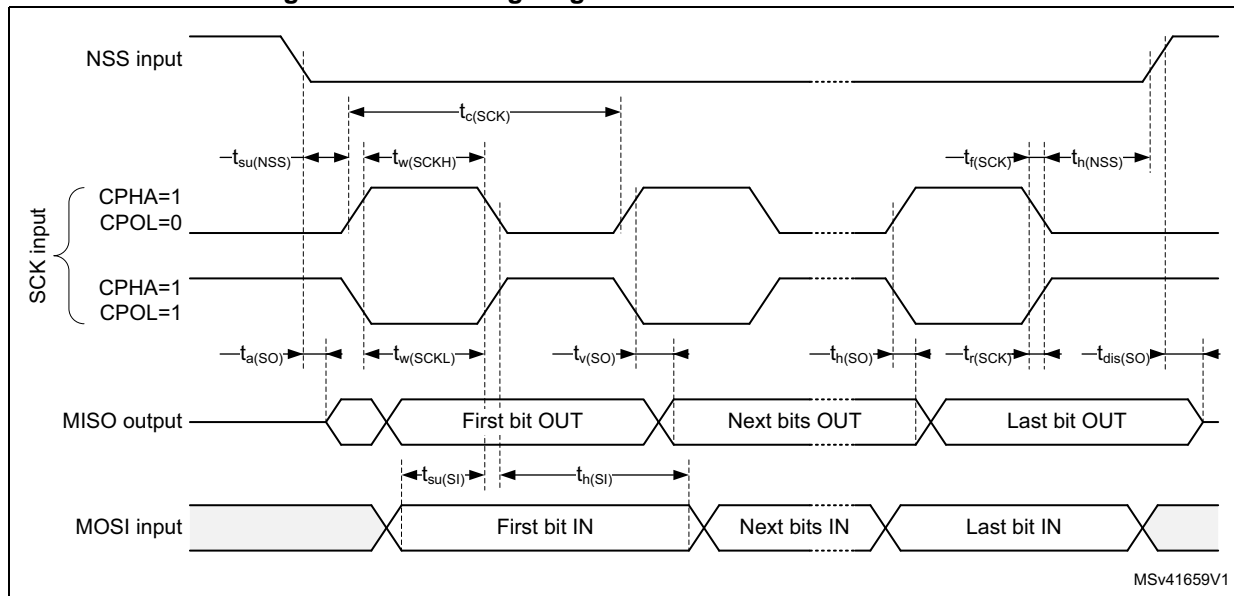 NSS input
tc(SCK)
tsu(NSS)
tw(SCKH)
tf(SCK)
th(NSS)
SCK input
CPHA=1
CPOL=0
CPHA=1
CPOL=1
ta(SO)
tw(SCKL)
tv(SO)
th(SO)
tr(SCK)
tdis(SO)
MISO output
First bit OUT
Next bits OUT
Last bit OUT
tsu(SI)
th(SI)
MOSI input
First bit IN
Next bits IN
Last bit IN
MSv41659V1